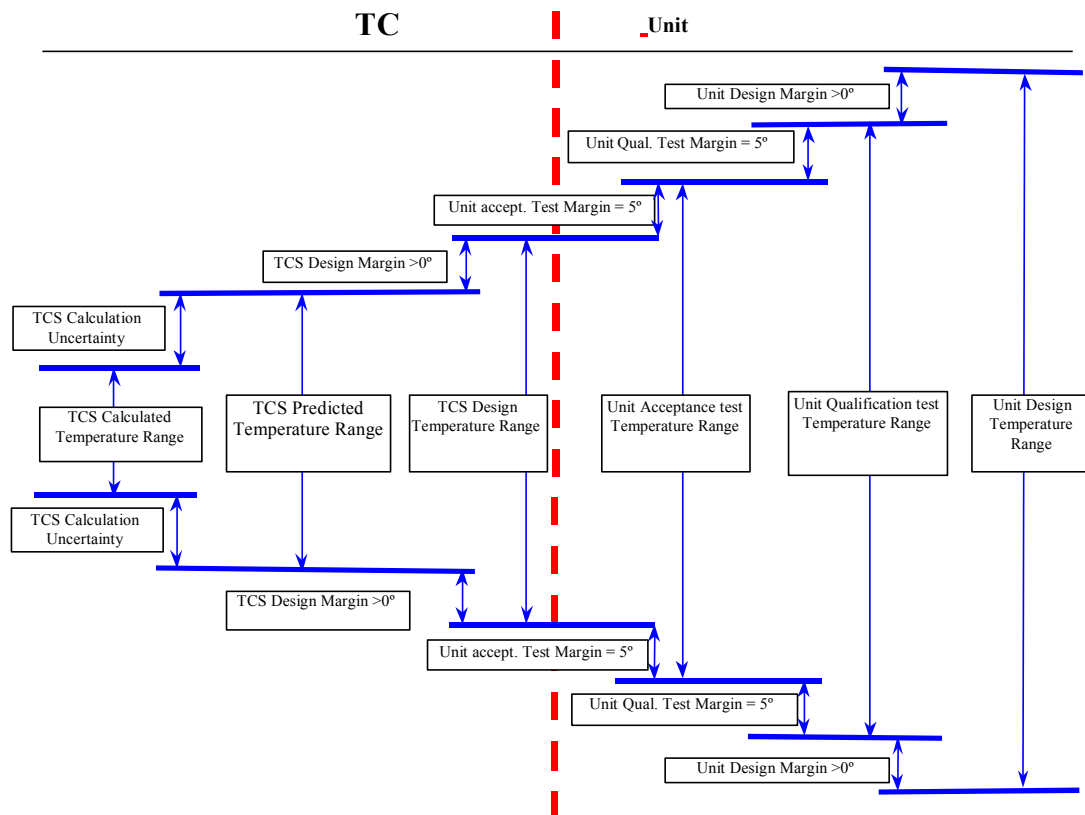 TC
Unit
Unit Design Margin >0º
Unit Qual. Test Margin = 5º
Unit accept. Test Margin = 5º
TCS Design Margin >0º
TCS Calculation
Uncertainty
TCS Calculated
Temperature Range
TCS Predicted
Temperature Range
TCS Design
Temperature Range
Unit Acceptance test
Temperature Range
Unit Qualification test
Temperature Range
Unit Design
Temperature
Range
TCS Calculation
Uncertainty
TCS Design Margin >0º
Unit accept. Test Margin = 5º
Unit Qual. Test Margin = 5º
Unit Design Margin >0º